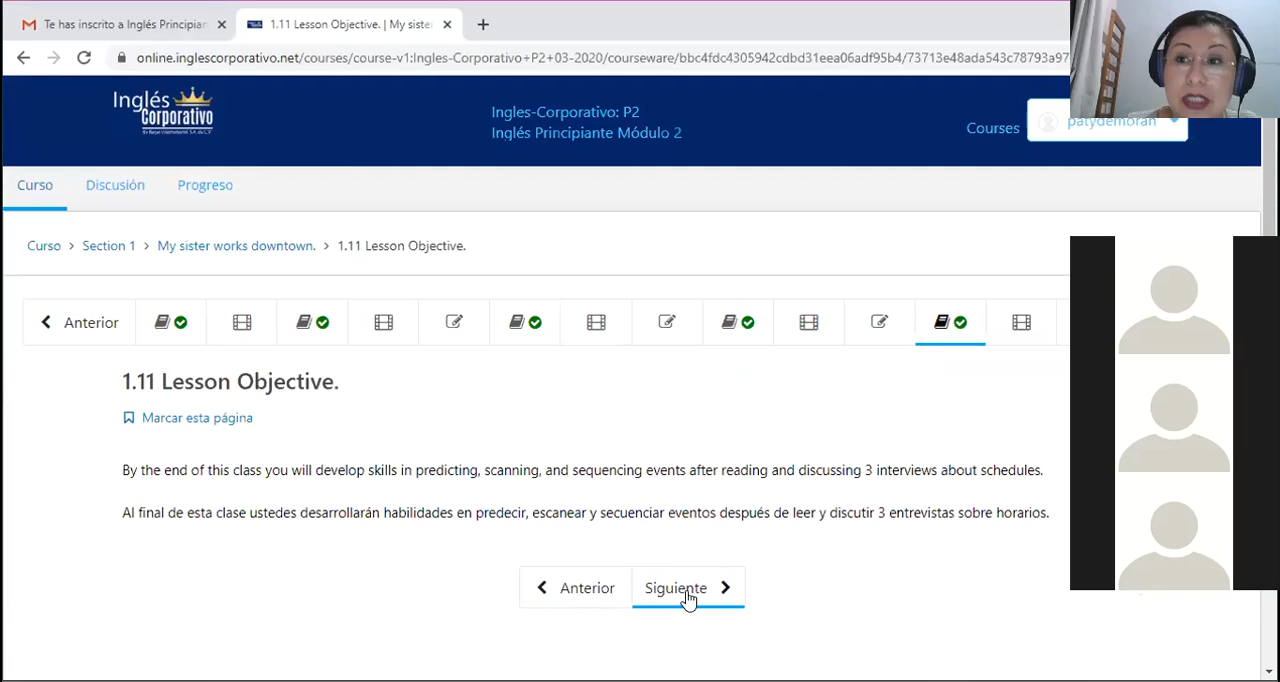 Te has inscrito a Inglés Principian
1.11 Lesson Objective. | My siste
online.inglescorporativo.net/courses/course-v1:Ingles-Corporativo+P2+03-2020/courseware/bbc4fdc4305942cdbd31eea06adf95b4/73713e48ada543c78793a97
Inglés
Corporativo
Ingles-Corporativo: P2
Inglés Principiante Módulo 2
Courses
patydemoran
Curso
Discusión
Progreso
Curso > Section 1 > My sister works downtown. > 1.11 Lesson Objective.
Anterior
1.11 Lesson Objective.
Marcar esta página
By the end of this class you will develop skills in predicting, scanning, and sequencing events after reading and discussing 3 interviews about schedules.
Al final de esta clase ustedes desarrollarán habilidades en predecir, escanear y secuenciar eventos después de leer y discutir 3 entrevistas sobre horarios.
Anterior
Siguiente